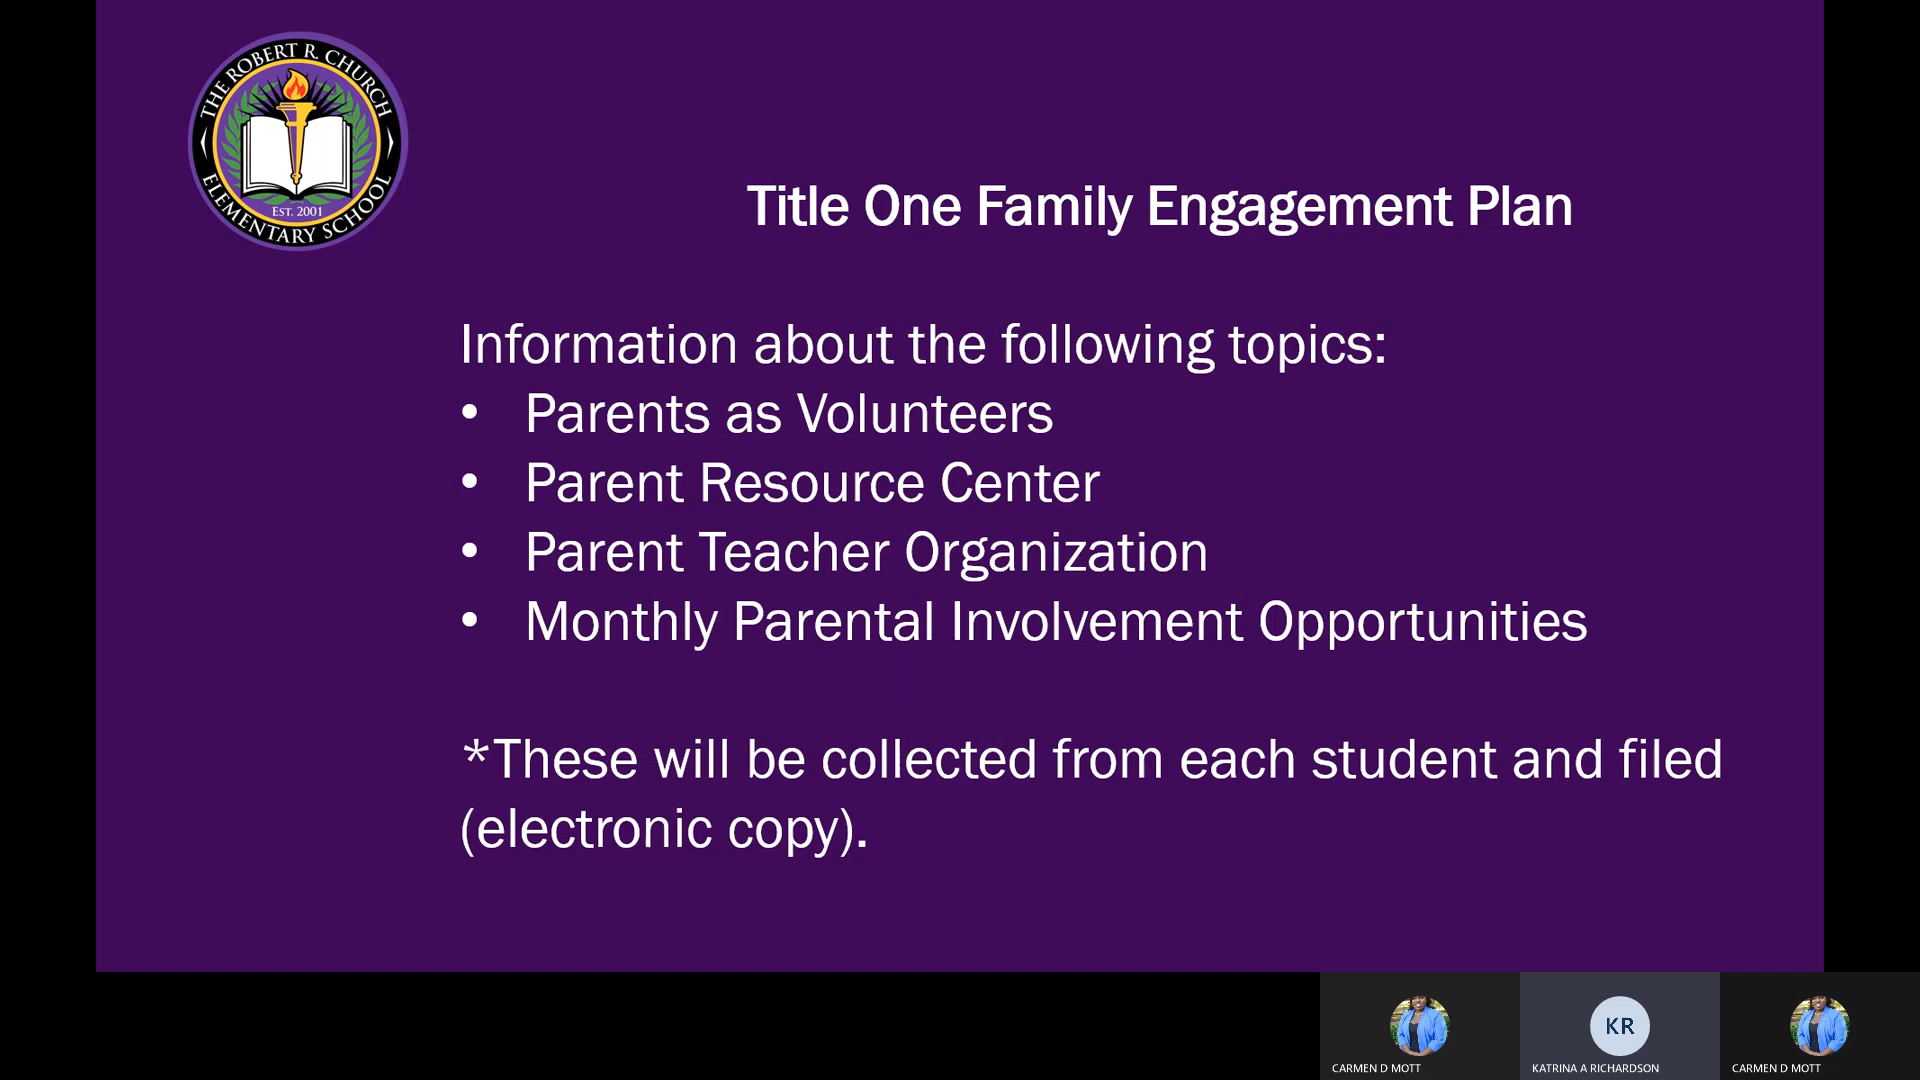 THE ROBERT R. CHURCH
EST. 2001
ELEMENTARY SCHOOL
Title One Family Engagement Plan
Information about the following topics:
• Parents as Volunteers
• Parent Resource Center
• Parent Teacher Organization
• Monthly Parental Involvement Opportunities
*These will be collected from each student and filed
(electronic copy).
KR
CARMEN D MOTT
KATRINA A RICHARDSON
CARMEN D MOTT